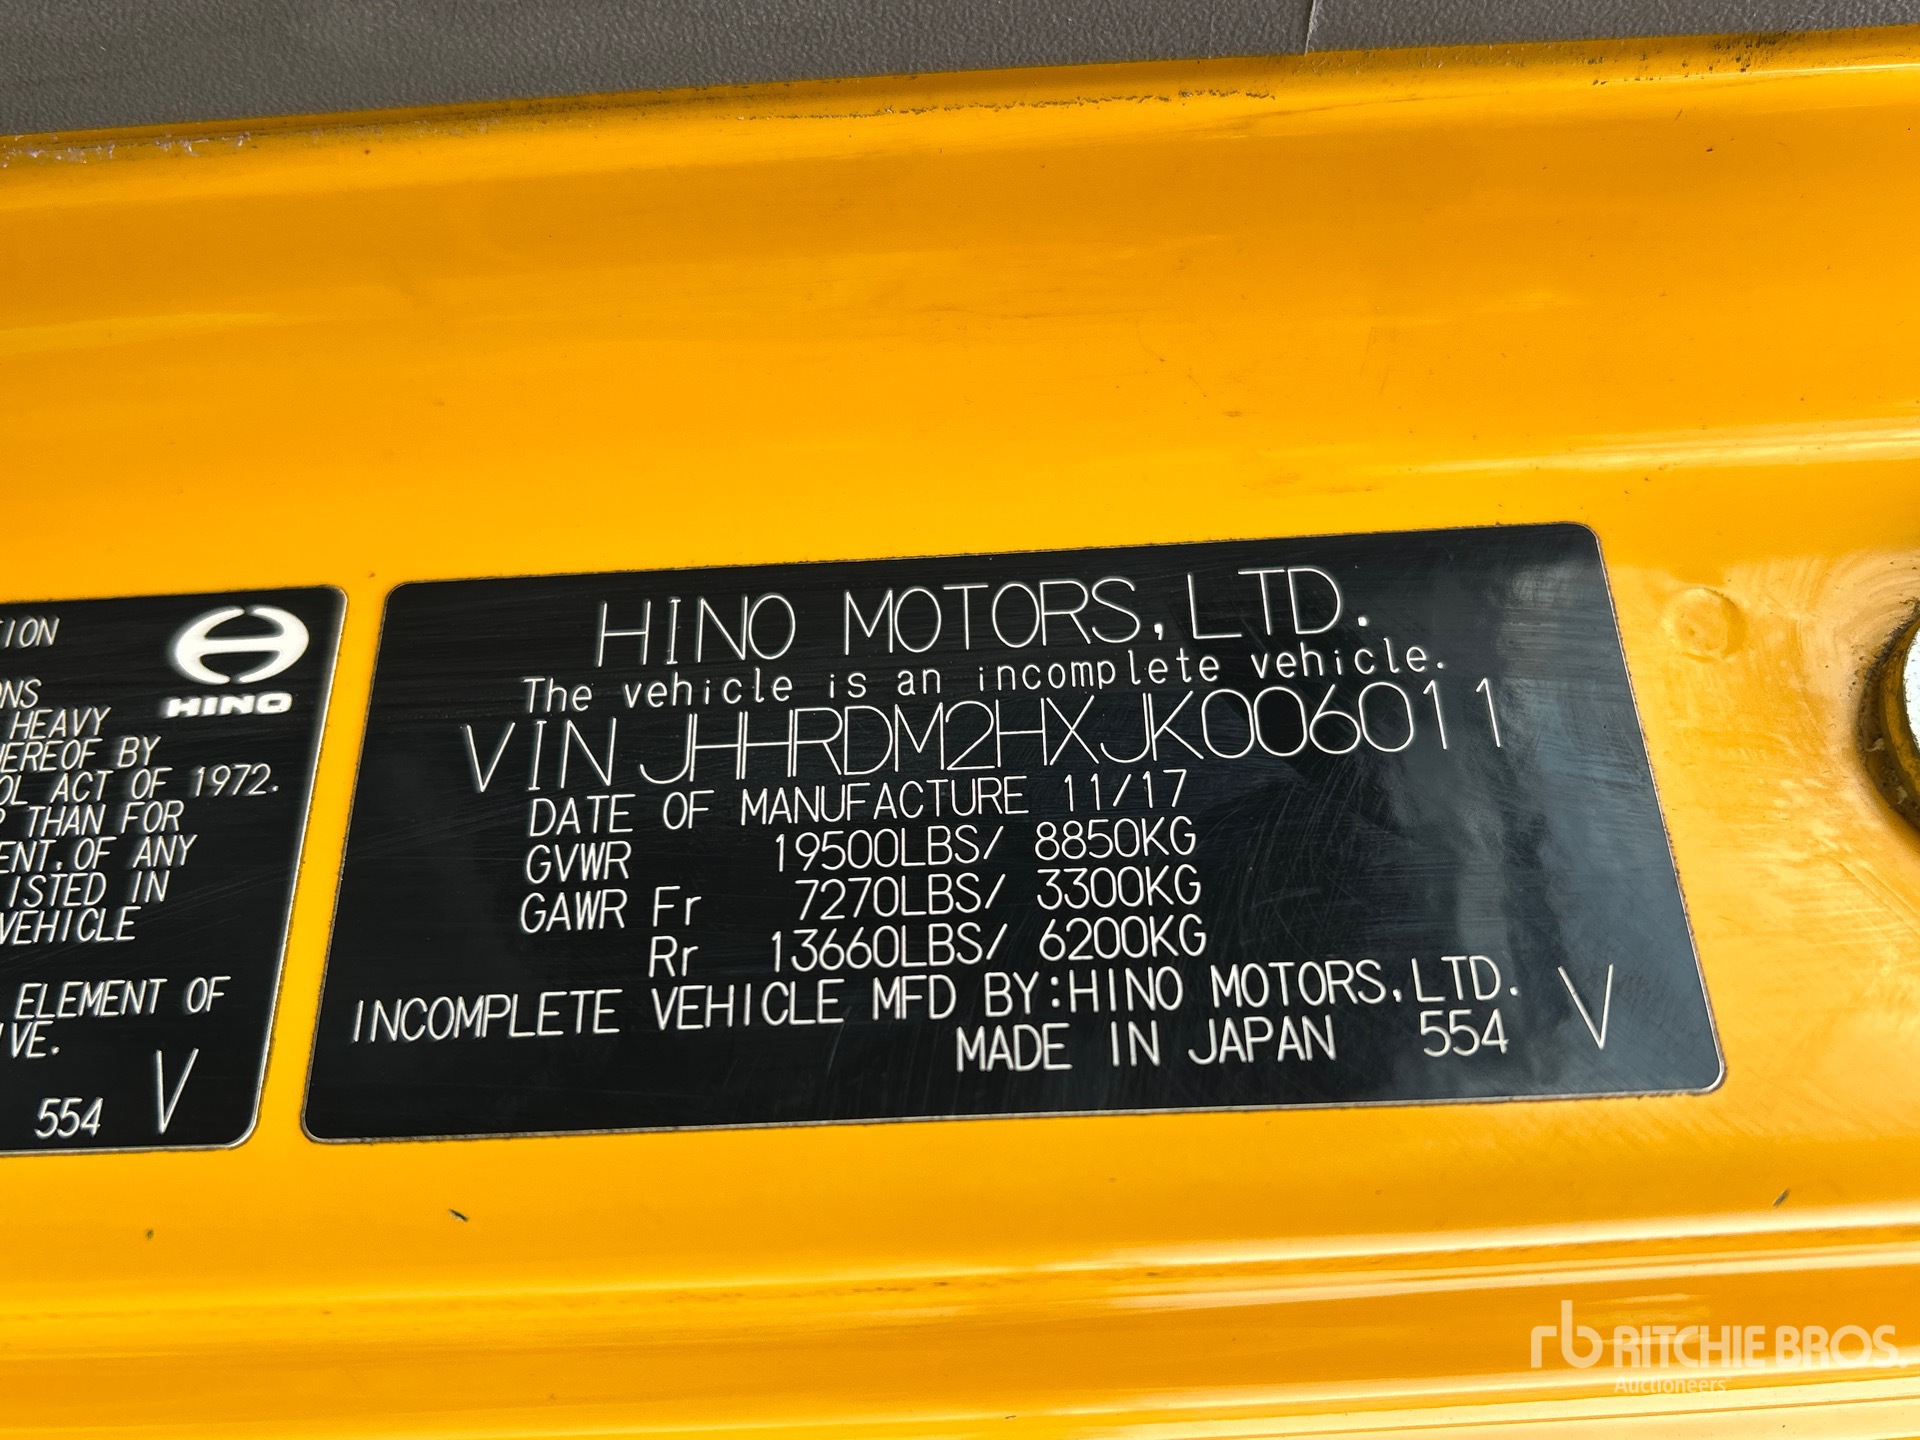 TION
HINO
ONS
HEAVY
HEREOF BY
OL ACT OF 1972.
THAN FOR
ENT, OF ANY
ISTED IN
VEHICLE
ELEMENT OF
VE.
554 V
HINO MOTORS, LTD.
The vehicle is an incomplete vehicle.
VIN JHHRDM2HXJK006011
DATE OF MANUFACTURE 11/17
GVWR 19500LBS/ 8850KG
GAWR Fr 7270LBS/ 3300KG
Rr 13660LBS/ 6200KG
INCOMPLETE VEHICLE MFD BY:HINO MOTORS, LTD.
MADE IN JAPAN 554 V
rb RITCHIE BROS.
Auctioneers